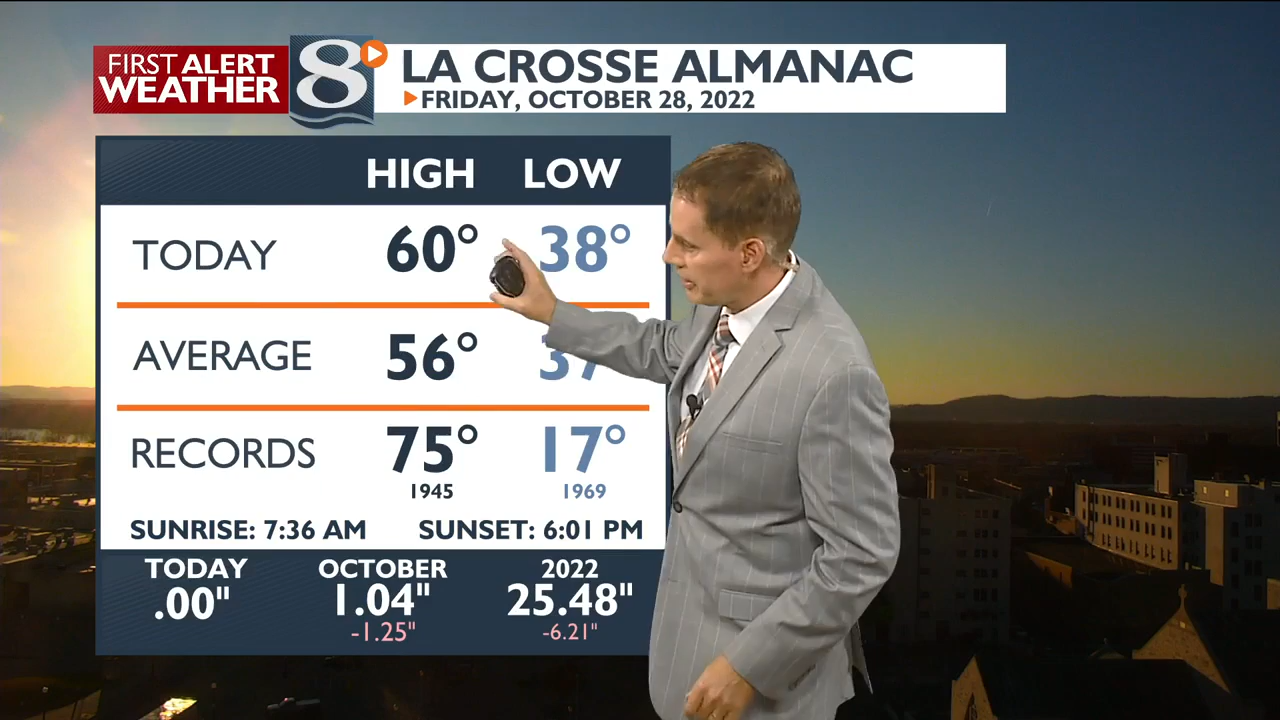 FIRST ALERT
WEATHER
8
LA CROSSE ALMANAC
FRIDAY, OCTOBER 28, 2022
HIGH LOW
TODAY 60° 38°
AVERAGE 56°
RECORDS 75° 17°
1945 1969
SUNRISE: 7:36 AM SUNSET: 6:01 PM
TODAY OCTOBER 2022
.00" 1.04" 25.48"
-1.25" -6.21"